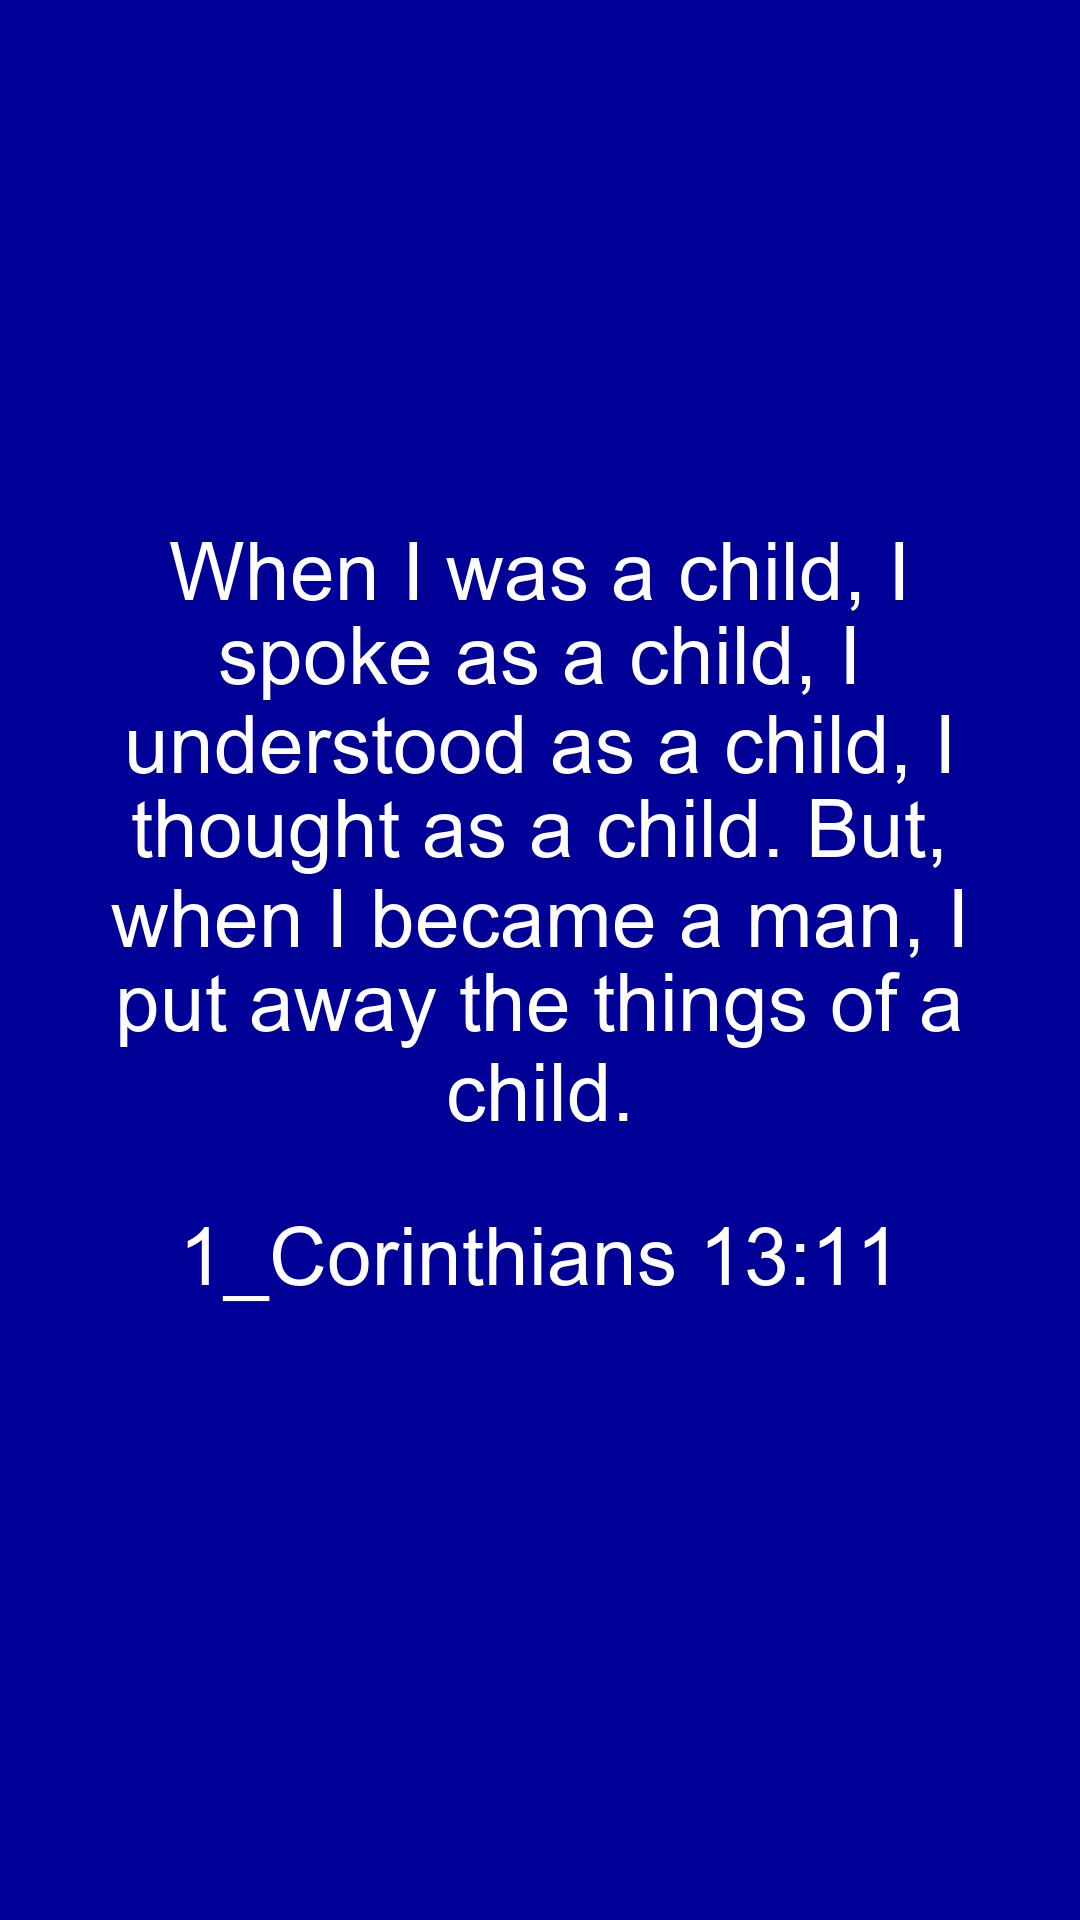 When I was a child, I
spoke as a child, I
understood as a child, I
thought as a child. But,
when I became a man, I
put away the things of a
child.
1_Corinthians 13:11